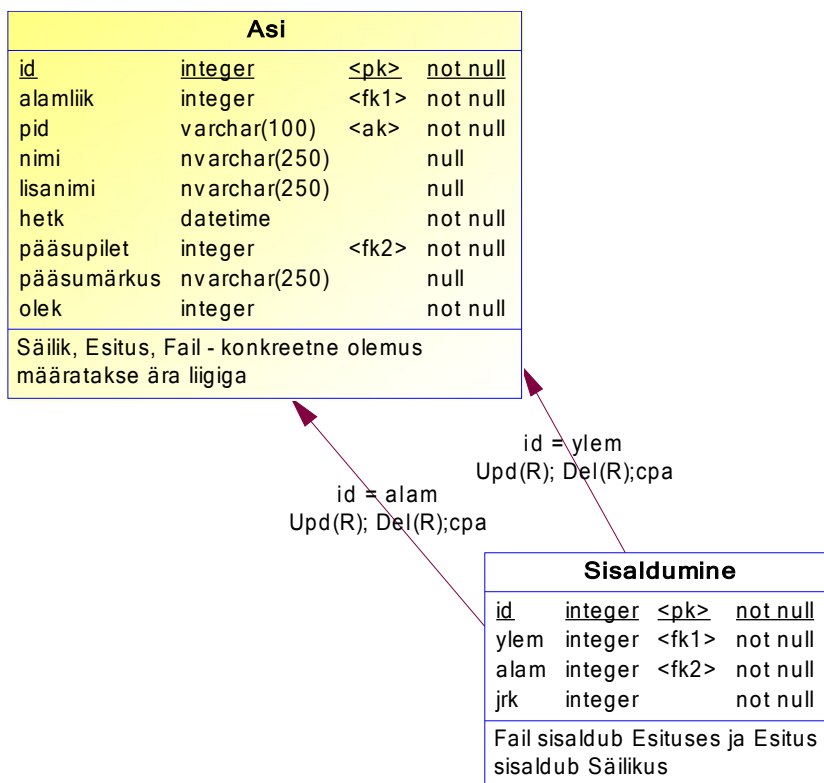 Asi
id integer <pk> not null
alamliik integer <fk1> not null
pid varchar(100) <ak> not null
nimi nvarchar(250) null
lisanimi nvarchar(250) null
hetk datetime not null
pääsupilet integer <fk2> not null
pääsumärkus nvarchar(250) null
olek integer not null
Säilik, Esitus, Fail - konkreetne olemus
määratakse ära liigiga
id = ylem
Upd(R); Del(R);cpa
id = alam
Upd(R); Del(R);cpa
Sisaldumine
id integer <pk> not null
ylem integer <fk1> not null
alam integer <fk2> not null
jrk integer not null
Fail sisaldub Esituses ja Esitus
sisaldub Säilikus